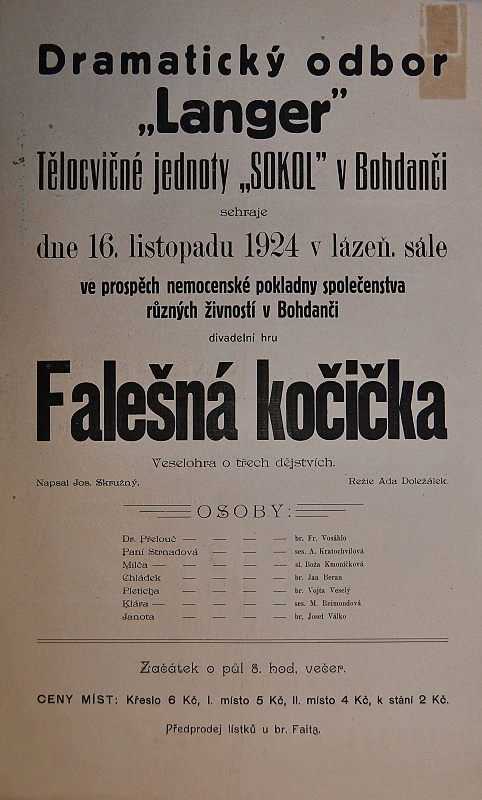 Dramatický odbor
„Langer”
Tělocvičné jednoty „SOKOL” v Bohdanči
sehraje
dne 16. listopadu 1924 v lázeň. sále
ve prospěch nemocenské pokladny společenstva
různých živností v Bohdanči
divadelní hru
Falešná kočička
Veselohra o třech dějstvích.
Napsal Jos. Skružný. Režie Ada Doležálek.
OSOBY:
Dr. Přelouč — — — — br. Fr. Vosáhlo
Paní Strnadová — — — ses. A. Kratochvílová
Milča — — — — — sl. Boža Kmoníčková
Chládek — — — — br. Jan Beran
Pleticha — — — — br. Vojta Veselý
Klára — — — — — ses. M. Reimondová
Janota — — — — br. Josef Válko
Začátek o půl 8. hod. večer.
CENY MÍST: Křeslo 6 Kč, I. místo 5 Kč, II. místo 4 Kč, k stání 2 Kč.
Předprodej lístků u br. Faita.